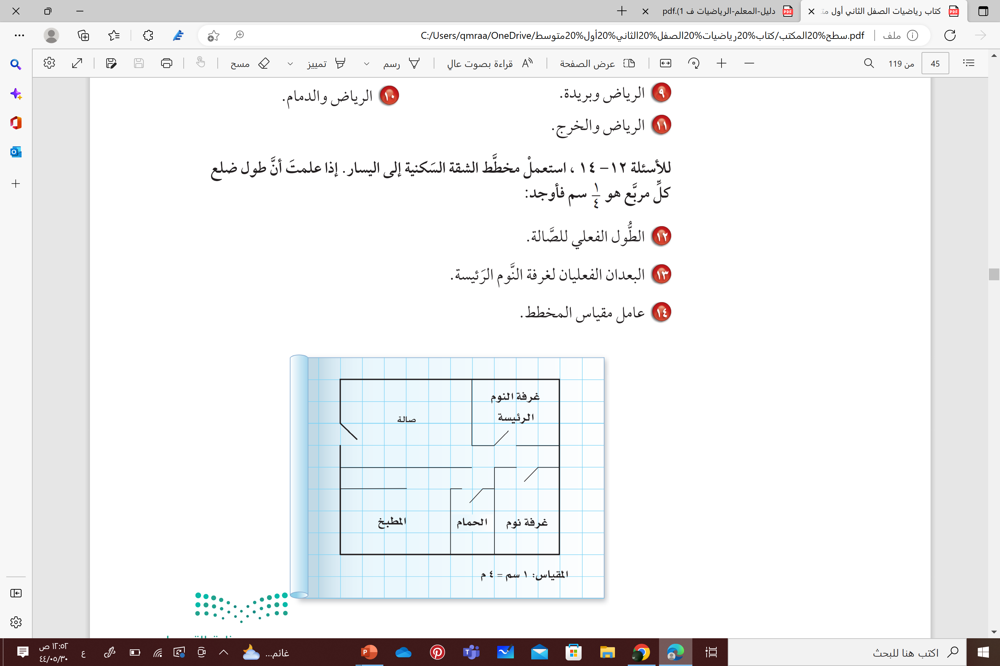 كتاب رياضيات الصفل الثاني أول
دليل-المعلم-الرياضيات ف 1).pdf
ملف
C:/Users/qmraa/OneDrive/سطح%20المكتب/كتاب%20رياضيات%20الصفل%20الثاني%20أول%20متوسط.pdf
45
من 119
عرض الصفحة
قراءة بصوت عالٍ
رسم
تمييز
مسح
٩ الرياض وبريدة.
١٠ الرياض والدمام.
١١ الرياض والخرج.
للأسئلة ١٢– ١٤ ، استعملْ مخطَّط الشقة السَكنية إلى اليسار. إذا علمتَ أنَّ طول ضلع
كلِّ مربَّع هو ١/٤ سم فأوجد:
١٢ الطُّول الفعلي للصَّالة.
١٣ البعدان الفعليان لغرفة النَّوم الرَئيسة.
١٤ عامل مقياس المخطط.
غرفة النوم
الرئيسة
صالة
غرفة نوم
الحمام
المطبخ
المقياس: ١ سم = ٤ م
اكتب هنا للبحث
غائم...
ع
١٢:٥٢ ص
٤٤/٠٥/٣٠